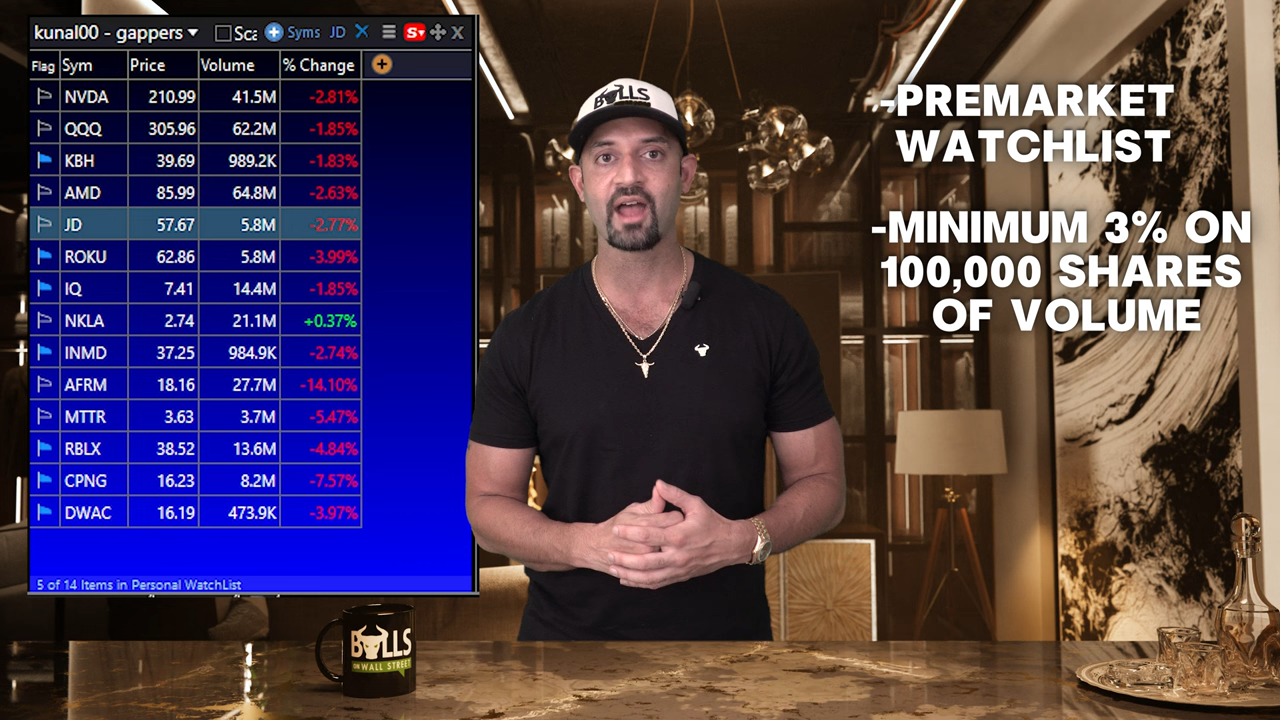 kunal00 - gappers
Sca
Syms
JD
X
S
X
Flag Sym Price Volume % Change
NVDA 210.99 41.5M -2.81%
QQQ 305.96 62.2M -1.85%
KBH 39.69 989.2K -1.83%
AMD 85.99 64.8M -2.63%
JD 57.67 5.8M -2.77%
ROKU 62.86 5.8M -3.99%
IQ 7.41 14.4M -1.85%
NKLA 2.74 21.1M +0.37%
INMD 37.25 984.9K -2.74%
AFRM 18.16 27.7M -14.10%
MTTR 3.63 3.7M -5.47%
RBLX 38.52 13.6M -4.84%
CPNG 16.23 8.2M -7.57%
DWAC 16.19 473.9K -3.97%
5 of 14 Items in Personal WatchList
BULLS
-PREMARKET
WATCHLIST
-MINIMUM 3% ON
100,000 SHARES
OF VOLUME
BULLS
ON WALL STREET